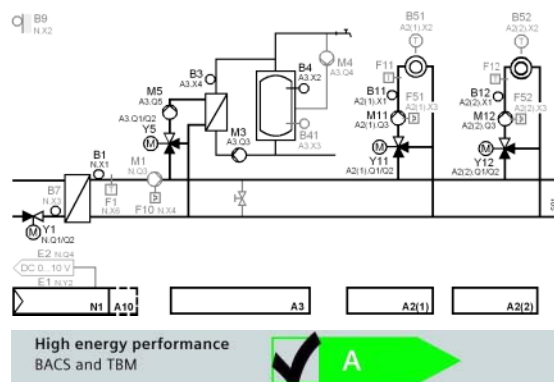 B9
N.X2
B51
A2(1).X2
T
B52
A2(2).X2
T
B3
A3.X4
B4
A3.X2
M4
A3.Q4
F11
T
F12
T
M5
A3.Q5
B11
A2(1).X1
F51
A2(1).X3
B12
A2(2).X1
F52
A2(2).X3
A3.Q1/Q2
Y5
M
B41
A3.X3
M11
A2(1).Q3
M12
A2(2).Q3
M3
A3.Q3
B1
N.X1
M1
N.Q3
M
Y11
A2(1).Q1/Q2
M
Y12
A2(2).Q1/Q2
B7
N.X3
F1
N.X6
F10 N.X4
M
Y1
N.Q1/Q2
E2 N.Q4
DC 0...10 V
E1 N.Y2
N1
A10
A3
A2(1)
A2(2)
High energy performance
BACS and TBM
A